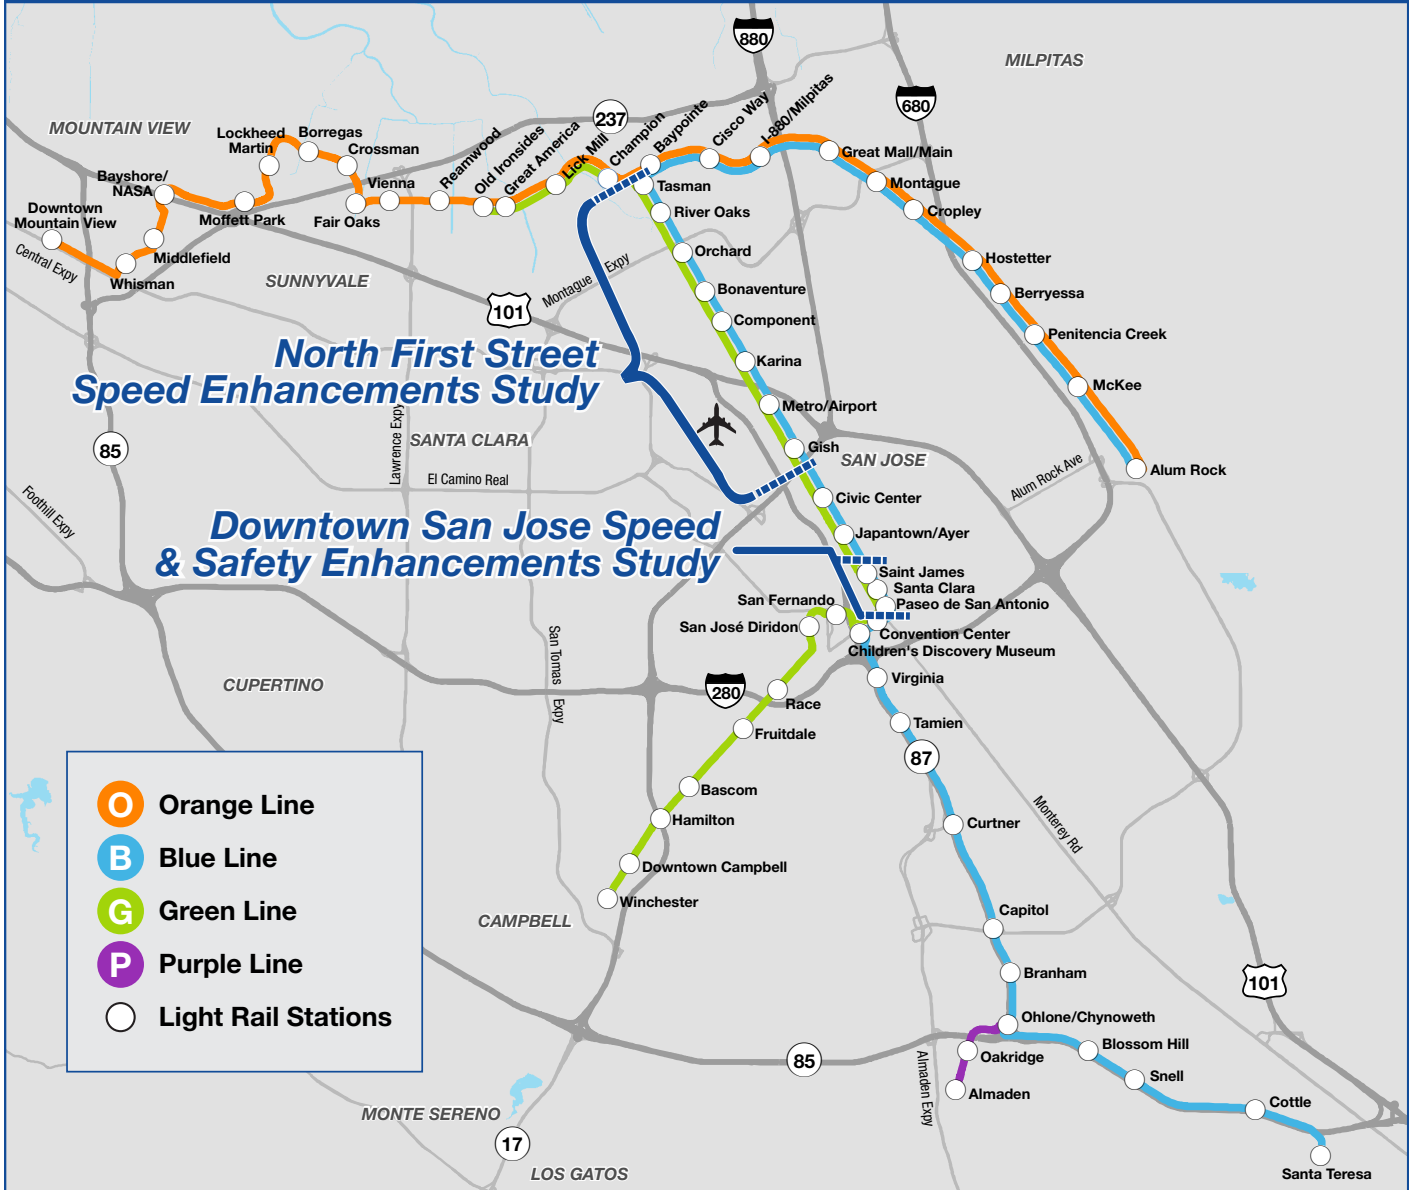 880
MILPITAS
680
237
MOUNTAIN VIEW
Lockheed
Martin
Borregas
Crossman
Bayshore/
NASA
Vienna
Reamwood
Old Ironsides
Great America
Lick Mill
Champion
Baypointe
Cisco Way
I-880/Milpitas
Great Mall/Main
Montague
Cropley
Hostetter
Berryessa
Penitencia Creek
McKee
Alum Rock
Downtown
Mountain View
Moffett Park
Fair Oaks
Middlefield
Whisman
Central Expy
SUNNYVALE
Tasman
River Oaks
Orchard
Bonaventure
Component
Karina
Metro/Airport
Gish
Montague Expy
101
North First Street
Speed Enhancements Study
85
Lawrence Expy
SANTA CLARA
El Camino Real
SAN JOSE
Alum Rock Ave
Foothill Expy
Civic Center
Japantown/Ayer
Downtown San Jose Speed
& Safety Enhancements Study
Saint James
Santa Clara
Paseo de San Antonio
San Fernando
San José Diridon
Convention Center
Children's Discovery Museum
San Tomas Expy
CUPERTINO
280
Virginia
Race
Tamien
Fruitdale
87
Bascom
Hamilton
Curtner
Monterey Rd
Downtown Campbell
Winchester
CAMPBELL
Capitol
Branham
101
Ohlone/Chynoweth
Oakridge
Blossom Hill
Snell
Almaden
Almaden Expy
Cottle
Santa Teresa
85
MONTE SERENO
17
LOS GATOS
O Orange Line
B Blue Line
G Green Line
P Purple Line
Light Rail Stations